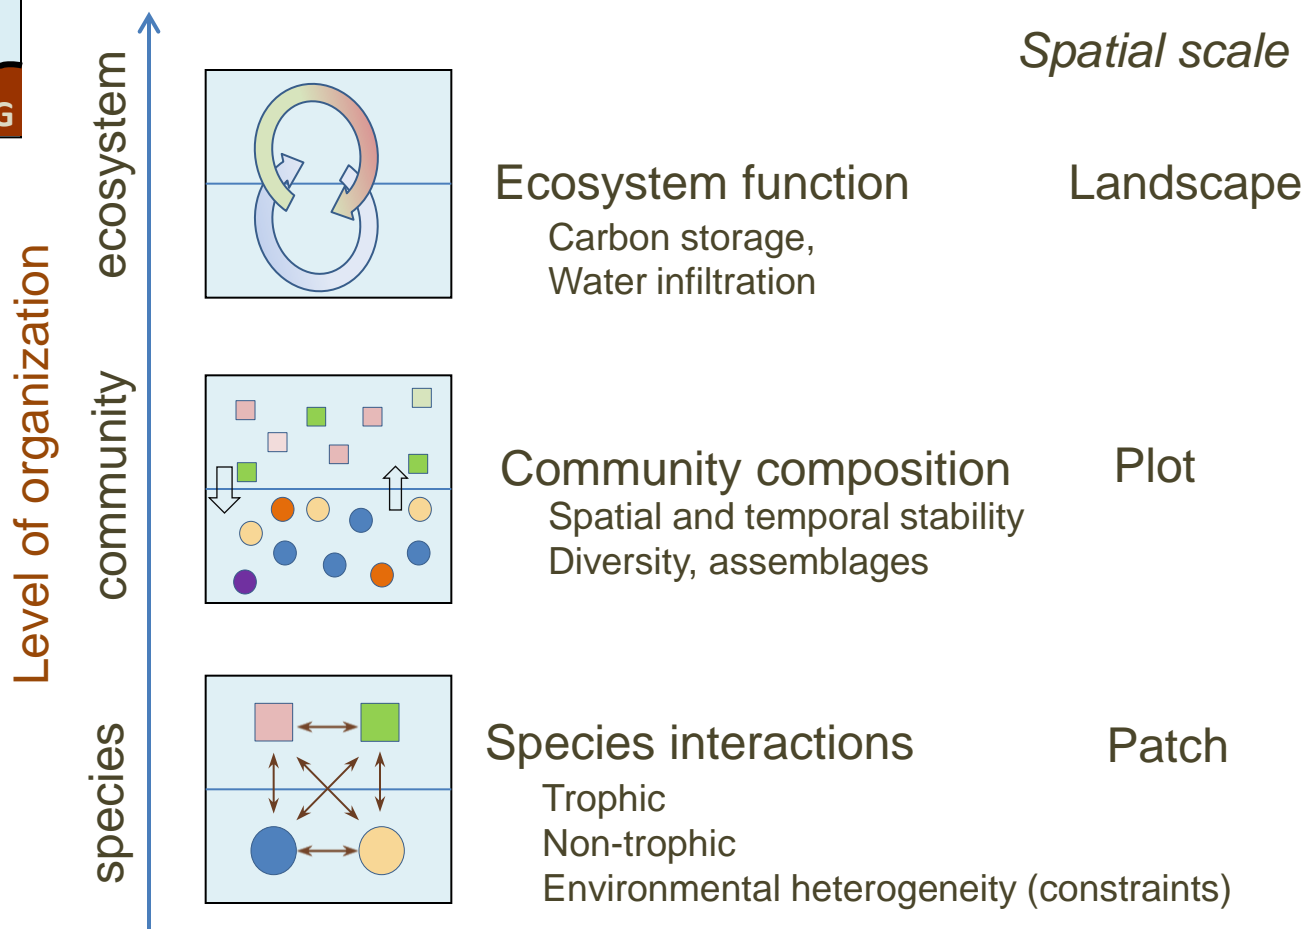 G
Spatial scale
Level of organization
ecosystem
Ecosystem function
Landscape
Carbon storage,
Water infiltration
community
Community composition
Plot
Spatial and temporal stability
Diversity, assemblages
species
Species interactions
Patch
Trophic
Non-trophic
Environmental heterogeneity (constraints)